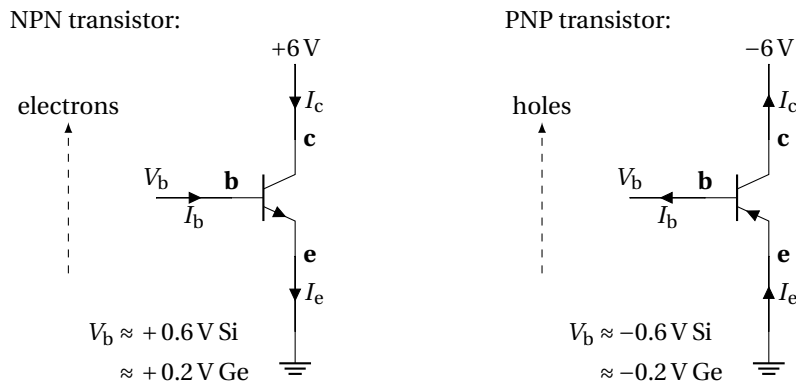 NPN transistor:
+6 V
electrons
I_c
c
V_b
b
I_b
e
I_e
V_b ≈ +0.6 V Si
≈ +0.2 V Ge
PNP transistor:
−6 V
holes
I_c
c
V_b
b
I_b
e
I_e
V_b ≈ −0.6 V Si
≈ −0.2 V Ge